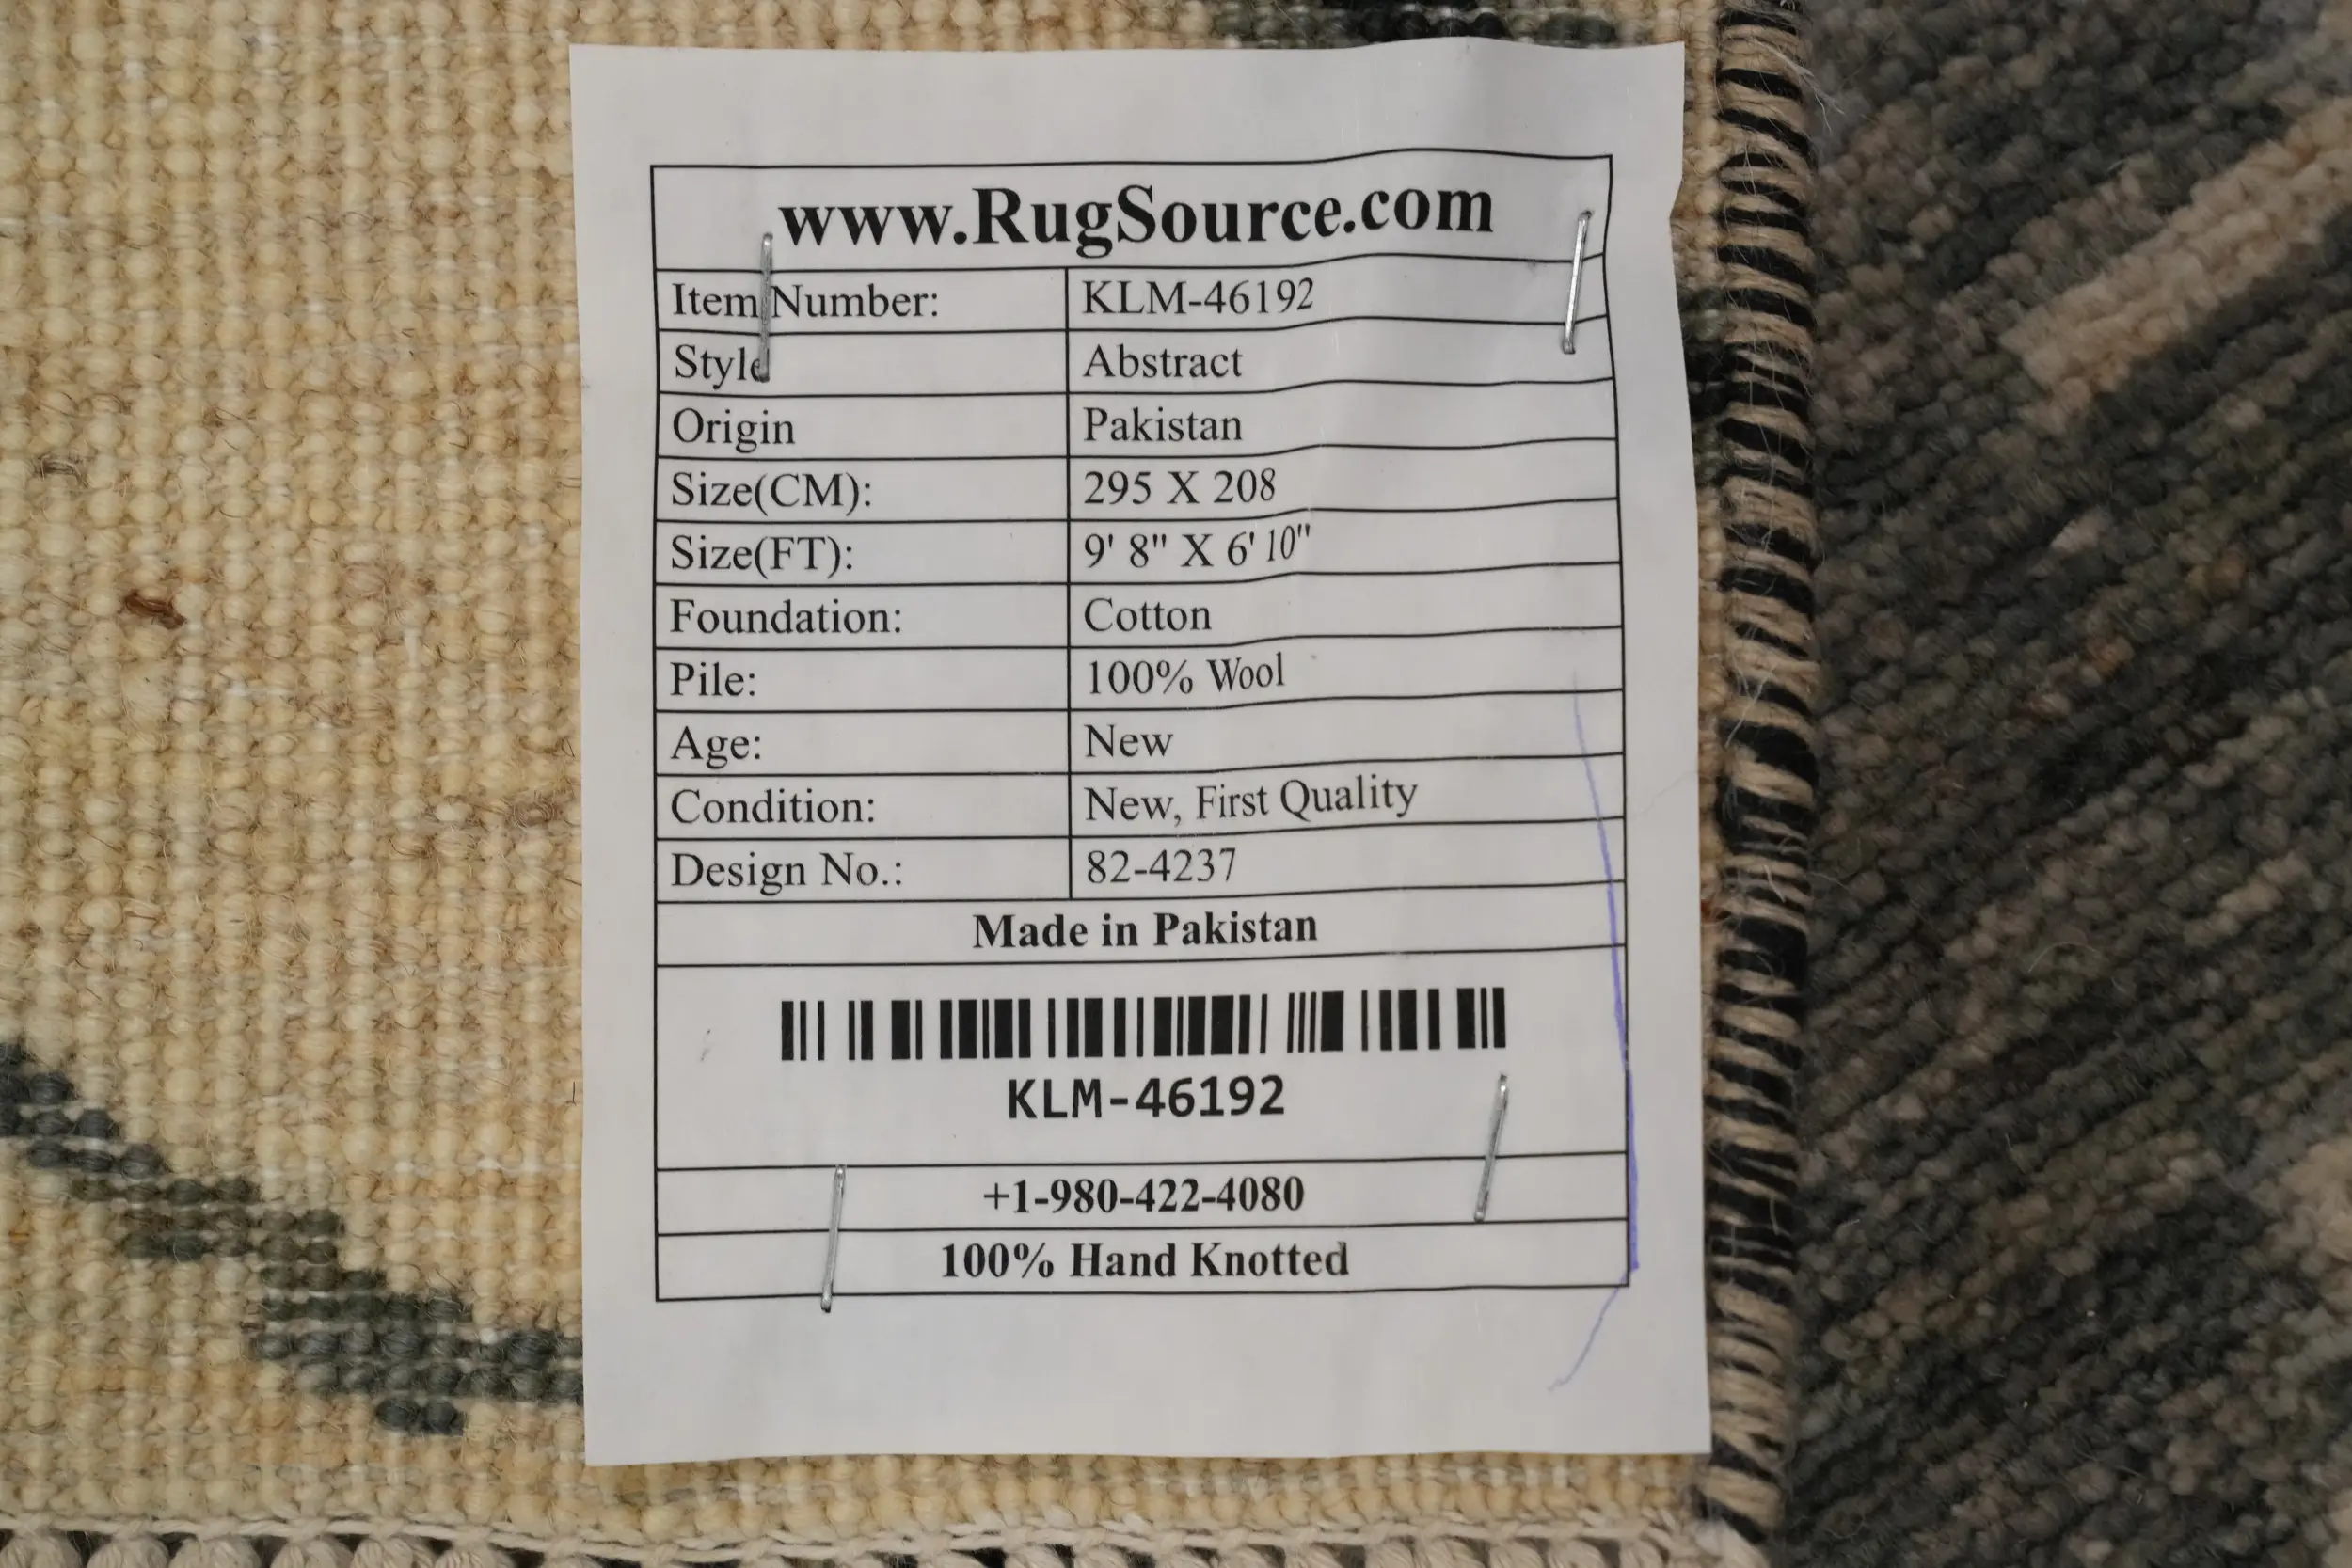 www.RugSource.com
Item Number: KLM-46192
Style Abstract
Origin Pakistan
Size(CM): 295 X 208
Size(FT): 9' 8" X 6' 10"
Foundation: Cotton
Pile: 100% Wool
Age: New
Condition: New, First Quality
Design No.: 82-4237
Made in Pakistan
KLM-46192
+1-980-422-4080
100% Hand Knotted